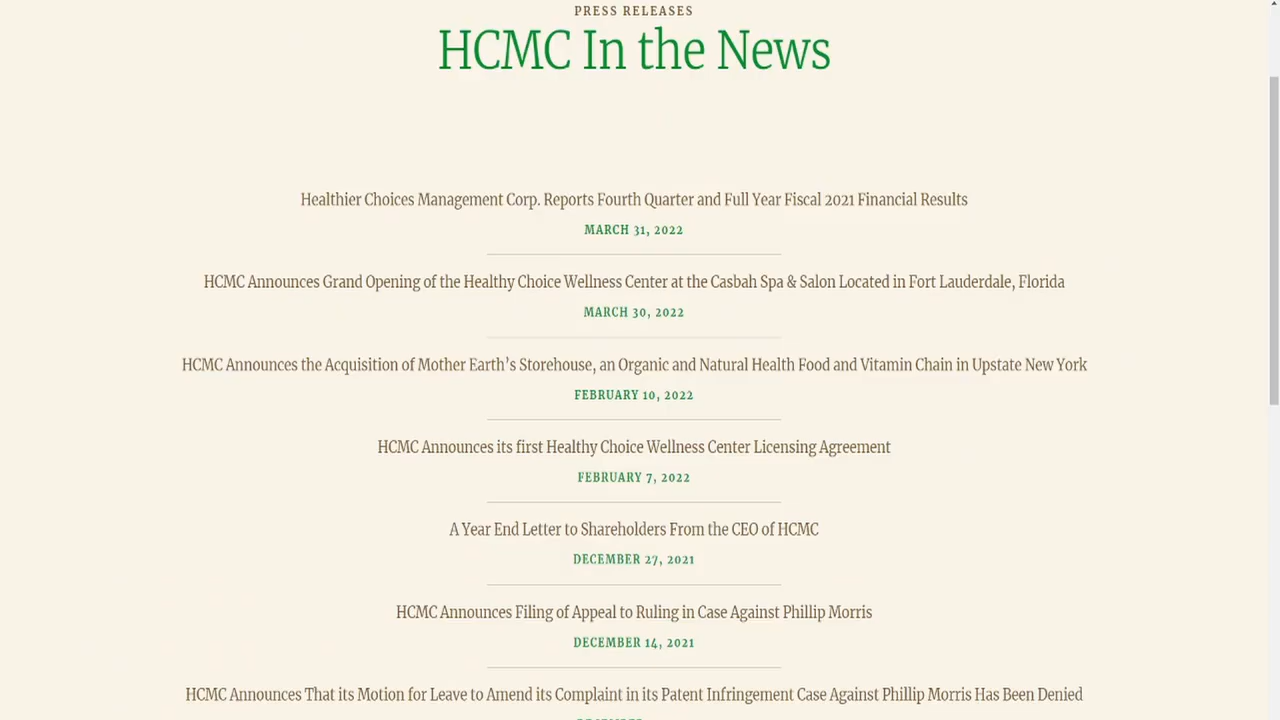 PRESS RELEASES
HCMC In the News
Healthier Choices Management Corp. Reports Fourth Quarter and Full Year Fiscal 2021 Financial Results
MARCH 31, 2022
HCMC Announces Grand Opening of the Healthy Choice Wellness Center at the Casbah Spa & Salon Located in Fort Lauderdale, Florida
MARCH 30, 2022
HCMC Announces the Acquisition of Mother Earth’s Storehouse, an Organic and Natural Health Food and Vitamin Chain in Upstate New York
FEBRUARY 10, 2022
HCMC Announces its first Healthy Choice Wellness Center Licensing Agreement
FEBRUARY 7, 2022
A Year End Letter to Shareholders From the CEO of HCMC
DECEMBER 27, 2021
HCMC Announces Filing of Appeal to Ruling in Case Against Phillip Morris
DECEMBER 14, 2021
HCMC Announces That its Motion for Leave to Amend its Complaint in its Patent Infringement Case Against Phillip Morris Has Been Denied